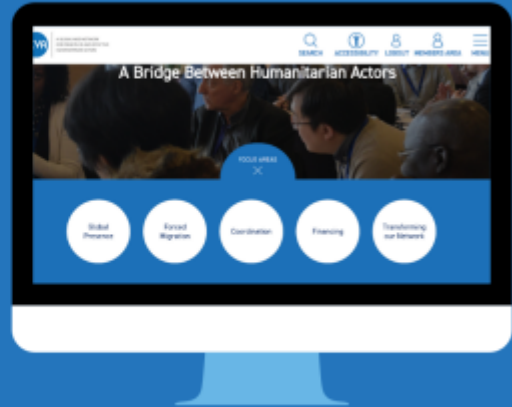 SEARCH
ACCESSIBILITY
LOGOUT
MEMBERS AREA
MENU
A Bridge Between Humanitarian Actors
FOCUS AREAS
Global
Presence
Forced
Migration
Coordination
Financing
Transforming
our Network